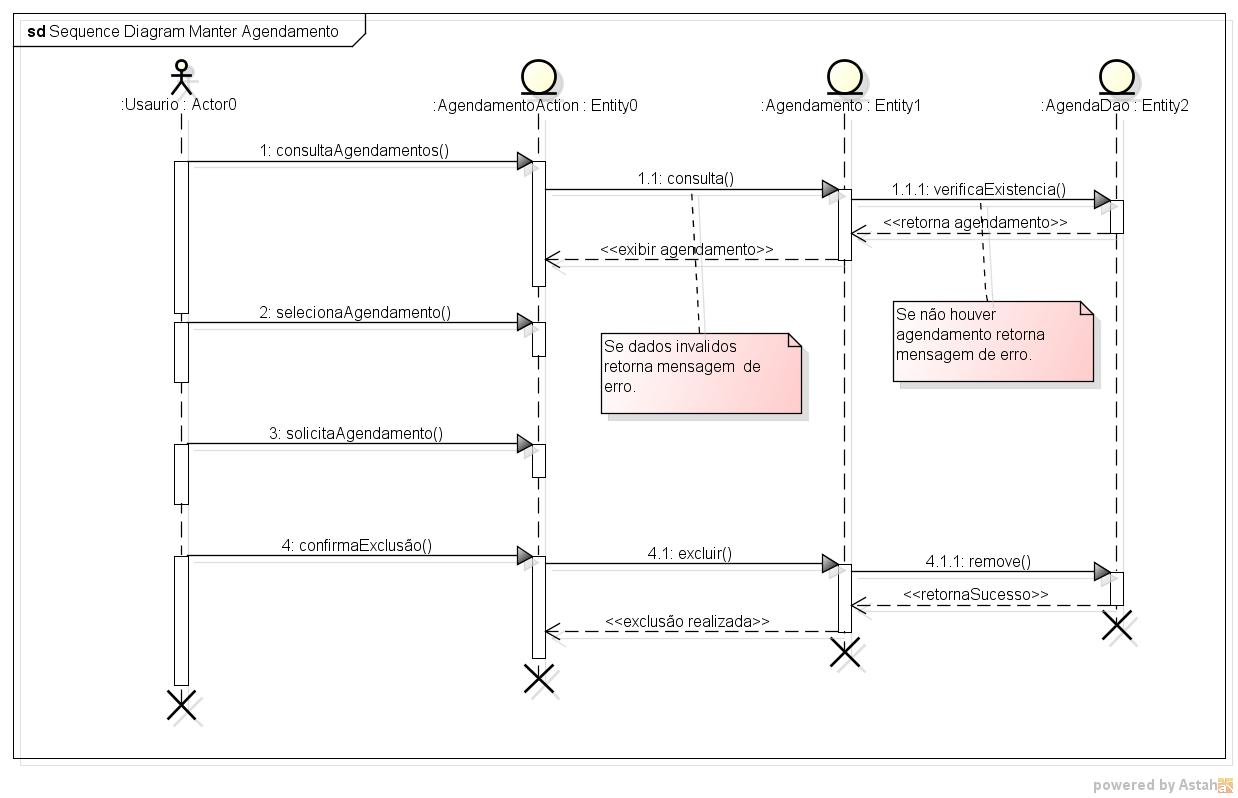 sd Sequence Diagram Manter Agendamento
:Usaurio : Actor0
:AgendamentoAction : Entity0
:Agendamento : Entity1
:AgendaDao : Entity2
1: consultaAgendamentos()
1.1: consulta()
1.1.1: verificaExistencia()
<<retorna agendamento>>
<<exibir agendamento>>
2: selecionaAgendamento()
Se não houver
agendamento retorna
mensagem de erro.
Se dados invalidos
retorna mensagem  de
erro.
3: solicitaAgendamento()
4: confirmaExclusão()
4.1: excluir()
4.1.1: remove()
<<retornaSucesso>>
<<exclusão realizada>>
powered by Astah